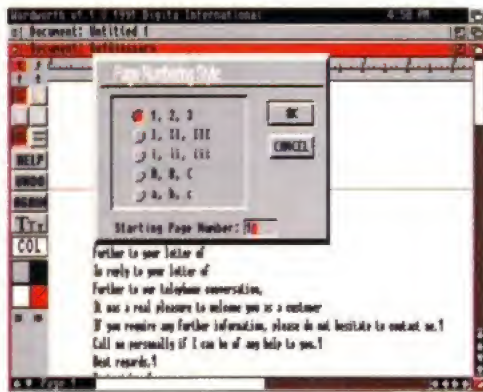 Wordworth v1.1 © 1991 Digita International 4:50 PM
Document: Untitled 1
Document:
Page Numbering Style
1, 2, 3
I, II, III
i, ii, iii
A, B, C
a, b, c
OK
CANCEL
Starting Page Number:
HELP
UNDO
AGAIN
COL
Further to your letter of
In reply to your letter of
Further to our telephone conversation,
It was a real pleasure to welcome you as a customer
If you require any further information, please do not hesitate to contact me.¶
Call me personally if I can be of any help to you.¶
Best regards,¶
Page 1